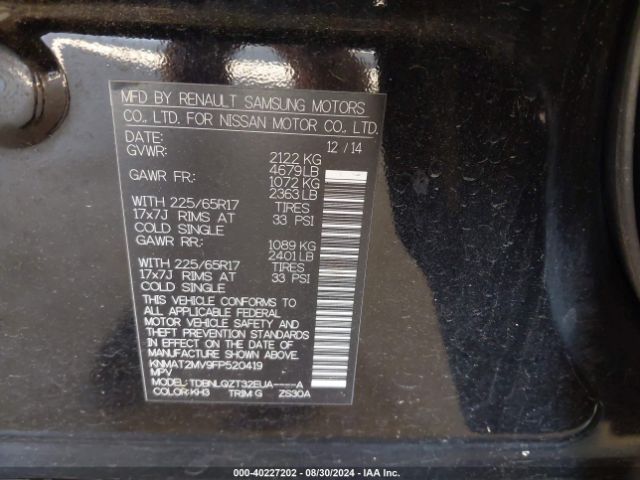 MFD BY RENAULT SAMSUNG MOTORS
CO., LTD. FOR NISSAN MOTOR CO., LTD.
DATE: 12 / 14
GVWR: 2122 KG
4679 LB
GAWR FR: 1072 KG
2363 LB
WITH 225/65R17 TIRES
17x7J RIMS AT 33 PSI
COLD SINGLE
GAWR RR: 1089 KG
2401 LB
WITH 225/65R17 TIRES
17x7J RIMS AT 33 PSI
COLD SINGLE
THIS VEHICLE CONFORMS TO
ALL APPLICABLE FEDERAL
MOTOR VEHICLE SAFETY AND
THEFT PREVENTION STANDARDS
IN EFFECT ON THE DATE OF
MANUFACTURE SHOWN ABOVE.
KNMAT2MV9FP520419
MPV
MODEL: TDBNLQZT32EUA----A
COLOR: KH3 TRIM: G ZS30A
000-40227202 - 08/30/2024 - IAA Inc.